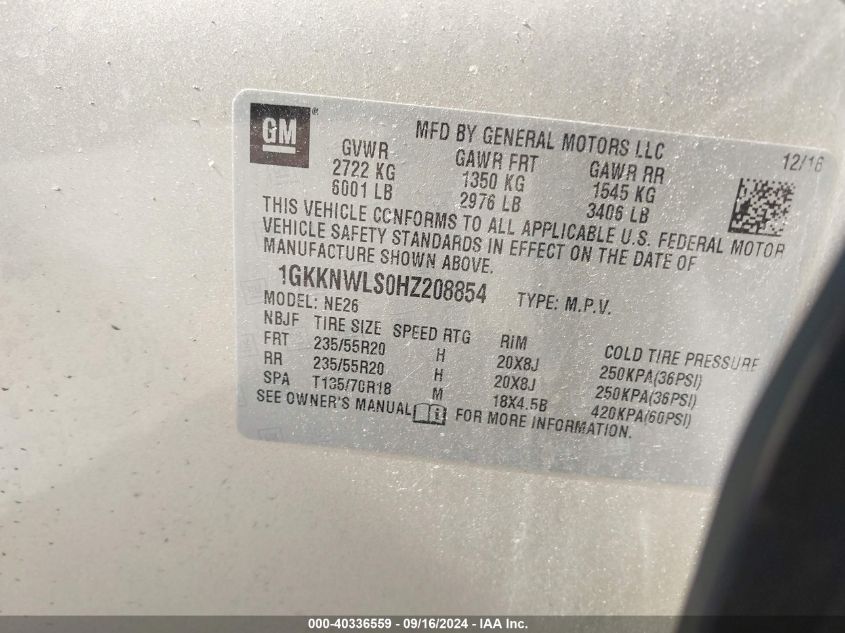 GM ®
MFD BY GENERAL MOTORS LLC 12/16
GVWR GAWR FRT GAWR RR
2722 KG 1350 KG 1545 KG
6001 LB 2976 LB 3406 LB
THIS VEHICLE CONFORMS TO ALL APPLICABLE U.S. FEDERAL MOTOR
VEHICLE SAFETY STANDARDS IN EFFECT ON THE DATE OF
MANUFACTURE SHOWN ABOVE.
1GKKNWLS0HZ208854 TYPE: M.P.V.
MODEL: NE26
NBJF TIRE SIZE SPEED RTG RIM COLD TIRE PRESSURE
FRT 235/55R20 H 20X8J 250KPA(36PSI)
RR 235/55R20 H 20X8J 250KPA(36PSI)
SPA T135/70R18 M 18X4.5B 420KPA(60PSI)
SEE OWNER'S MANUAL FOR MORE INFORMATION.
000-40336559 - 09/16/2024 - IAA Inc.